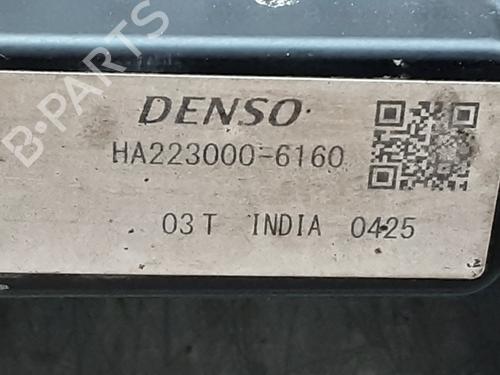 B-PARTS
DENSO
HA223000-6160
03T INDIA 0425